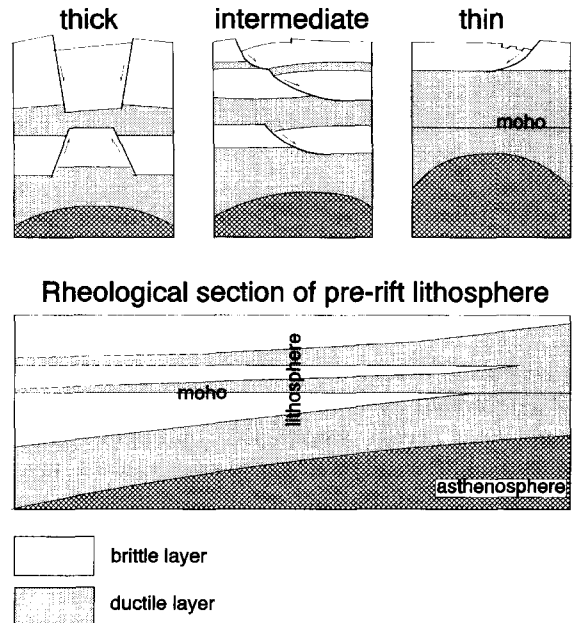 thick intermediate thin
moho
Rheological section of pre-rift lithosphere
lithosphere
moho
asthenosphere
brittle layer
ductile layer